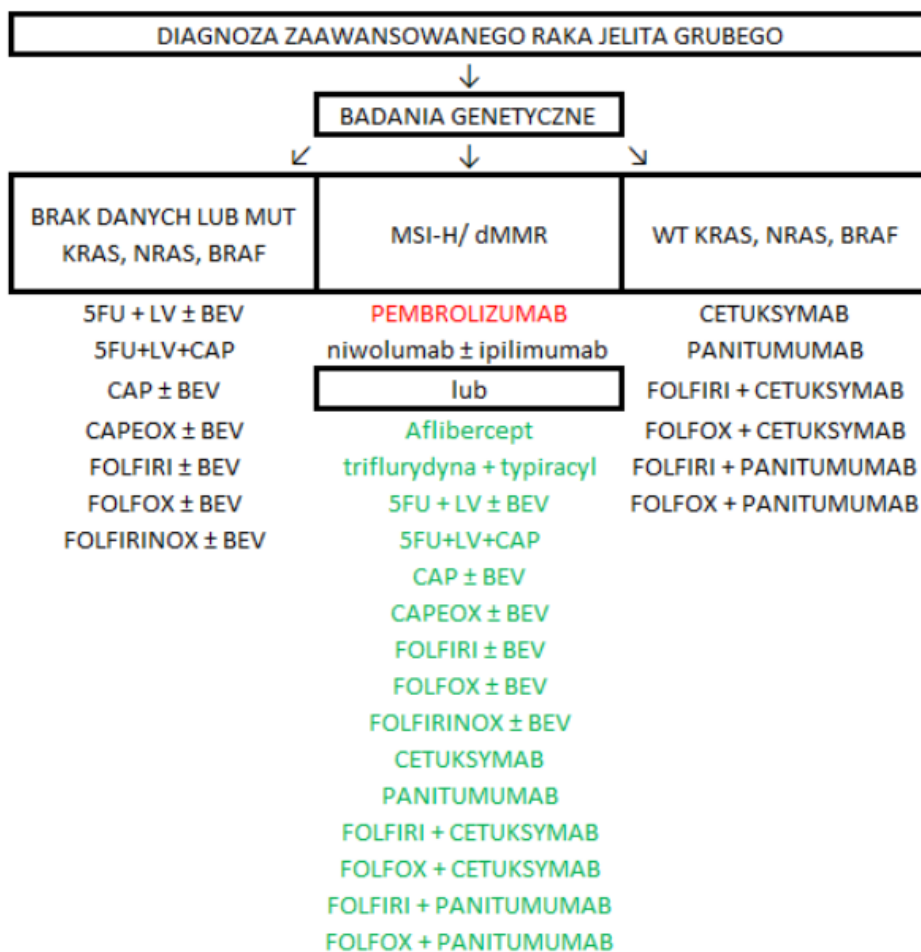 DIAGNOZA ZAAWANSOWANEGO RAKA JELITA GRUBEGO
↓
BADANIA GENETYCZNE
↙ ↓ ↘
BRAK DANYCH LUB MUT
KRAS, NRAS, BRAF
MSI-H/ dMMR
WT KRAS, NRAS, BRAF
5FU + LV ± BEV
5FU+LV+CAP
CAP ± BEV
CAPEOX ± BEV
FOLFIRI ± BEV
FOLFOX ± BEV
FOLFIRINOX ± BEV
PEMBROLIZUMAB
niwolumab ± ipilimumab
lub
Aflibercept
triflurydyna + typiracyl
5FU + LV ± BEV
5FU+LV+CAP
CAP ± BEV
CAPEOX ± BEV
FOLFIRI ± BEV
FOLFOX ± BEV
FOLFIRINOX ± BEV
CETUKSYMAB
PANITUMUMAB
FOLFIRI + CETUKSYMAB
FOLFOX + CETUKSYMAB
FOLFIRI + PANITUMUMAB
FOLFOX + PANITUMUMAB
CETUKSYMAB
PANITUMUMAB
FOLFIRI + CETUKSYMAB
FOLFOX + CETUKSYMAB
FOLFIRI + PANITUMUMAB
FOLFOX + PANITUMUMAB